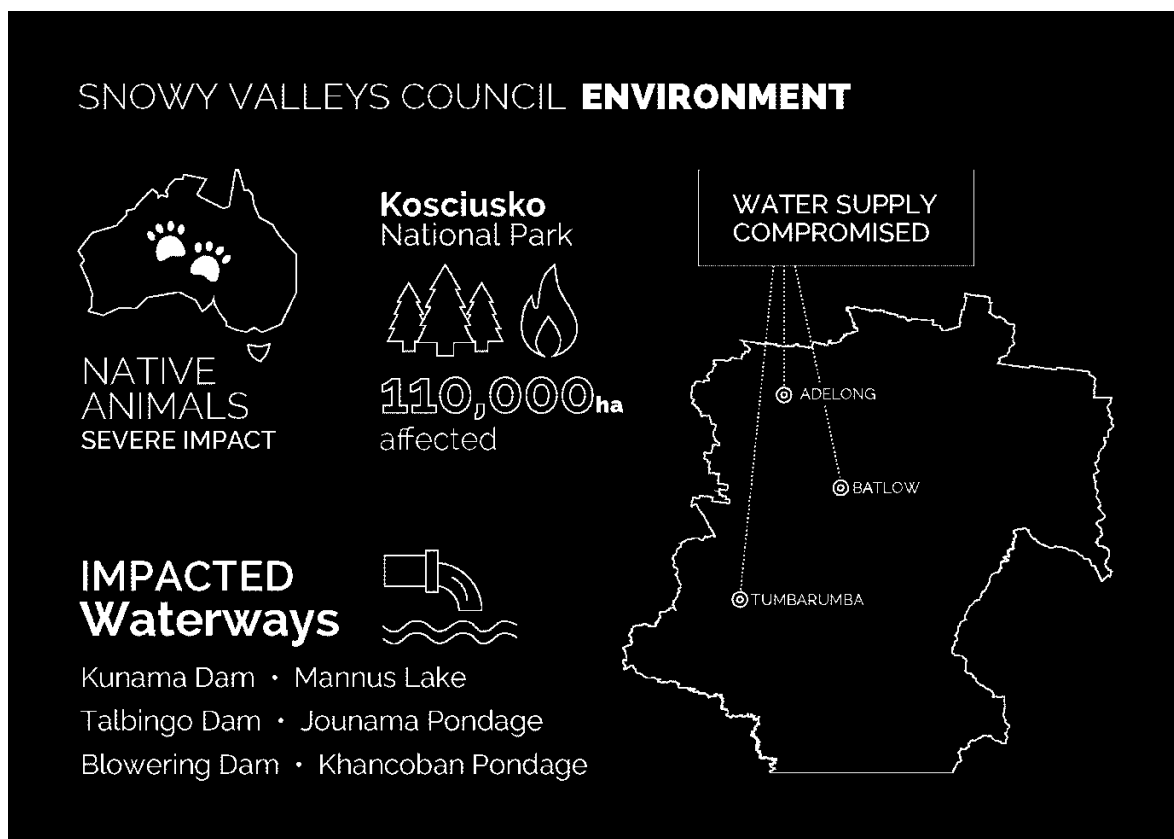 SNOWY VALLEYS COUNCIL ENVIRONMENT
NATIVE
ANIMALS
SEVERE IMPACT
Kosciusko
National Park
110,000ha
affected
WATER SUPPLY
COMPROMISED
ADELONG
BATLOW
TUMBARUMBA
IMPACTED
Waterways
Kunama Dam • Mannus Lake
Talbingo Dam • Jounama Pondage
Blowering Dam • Khancoban Pondage